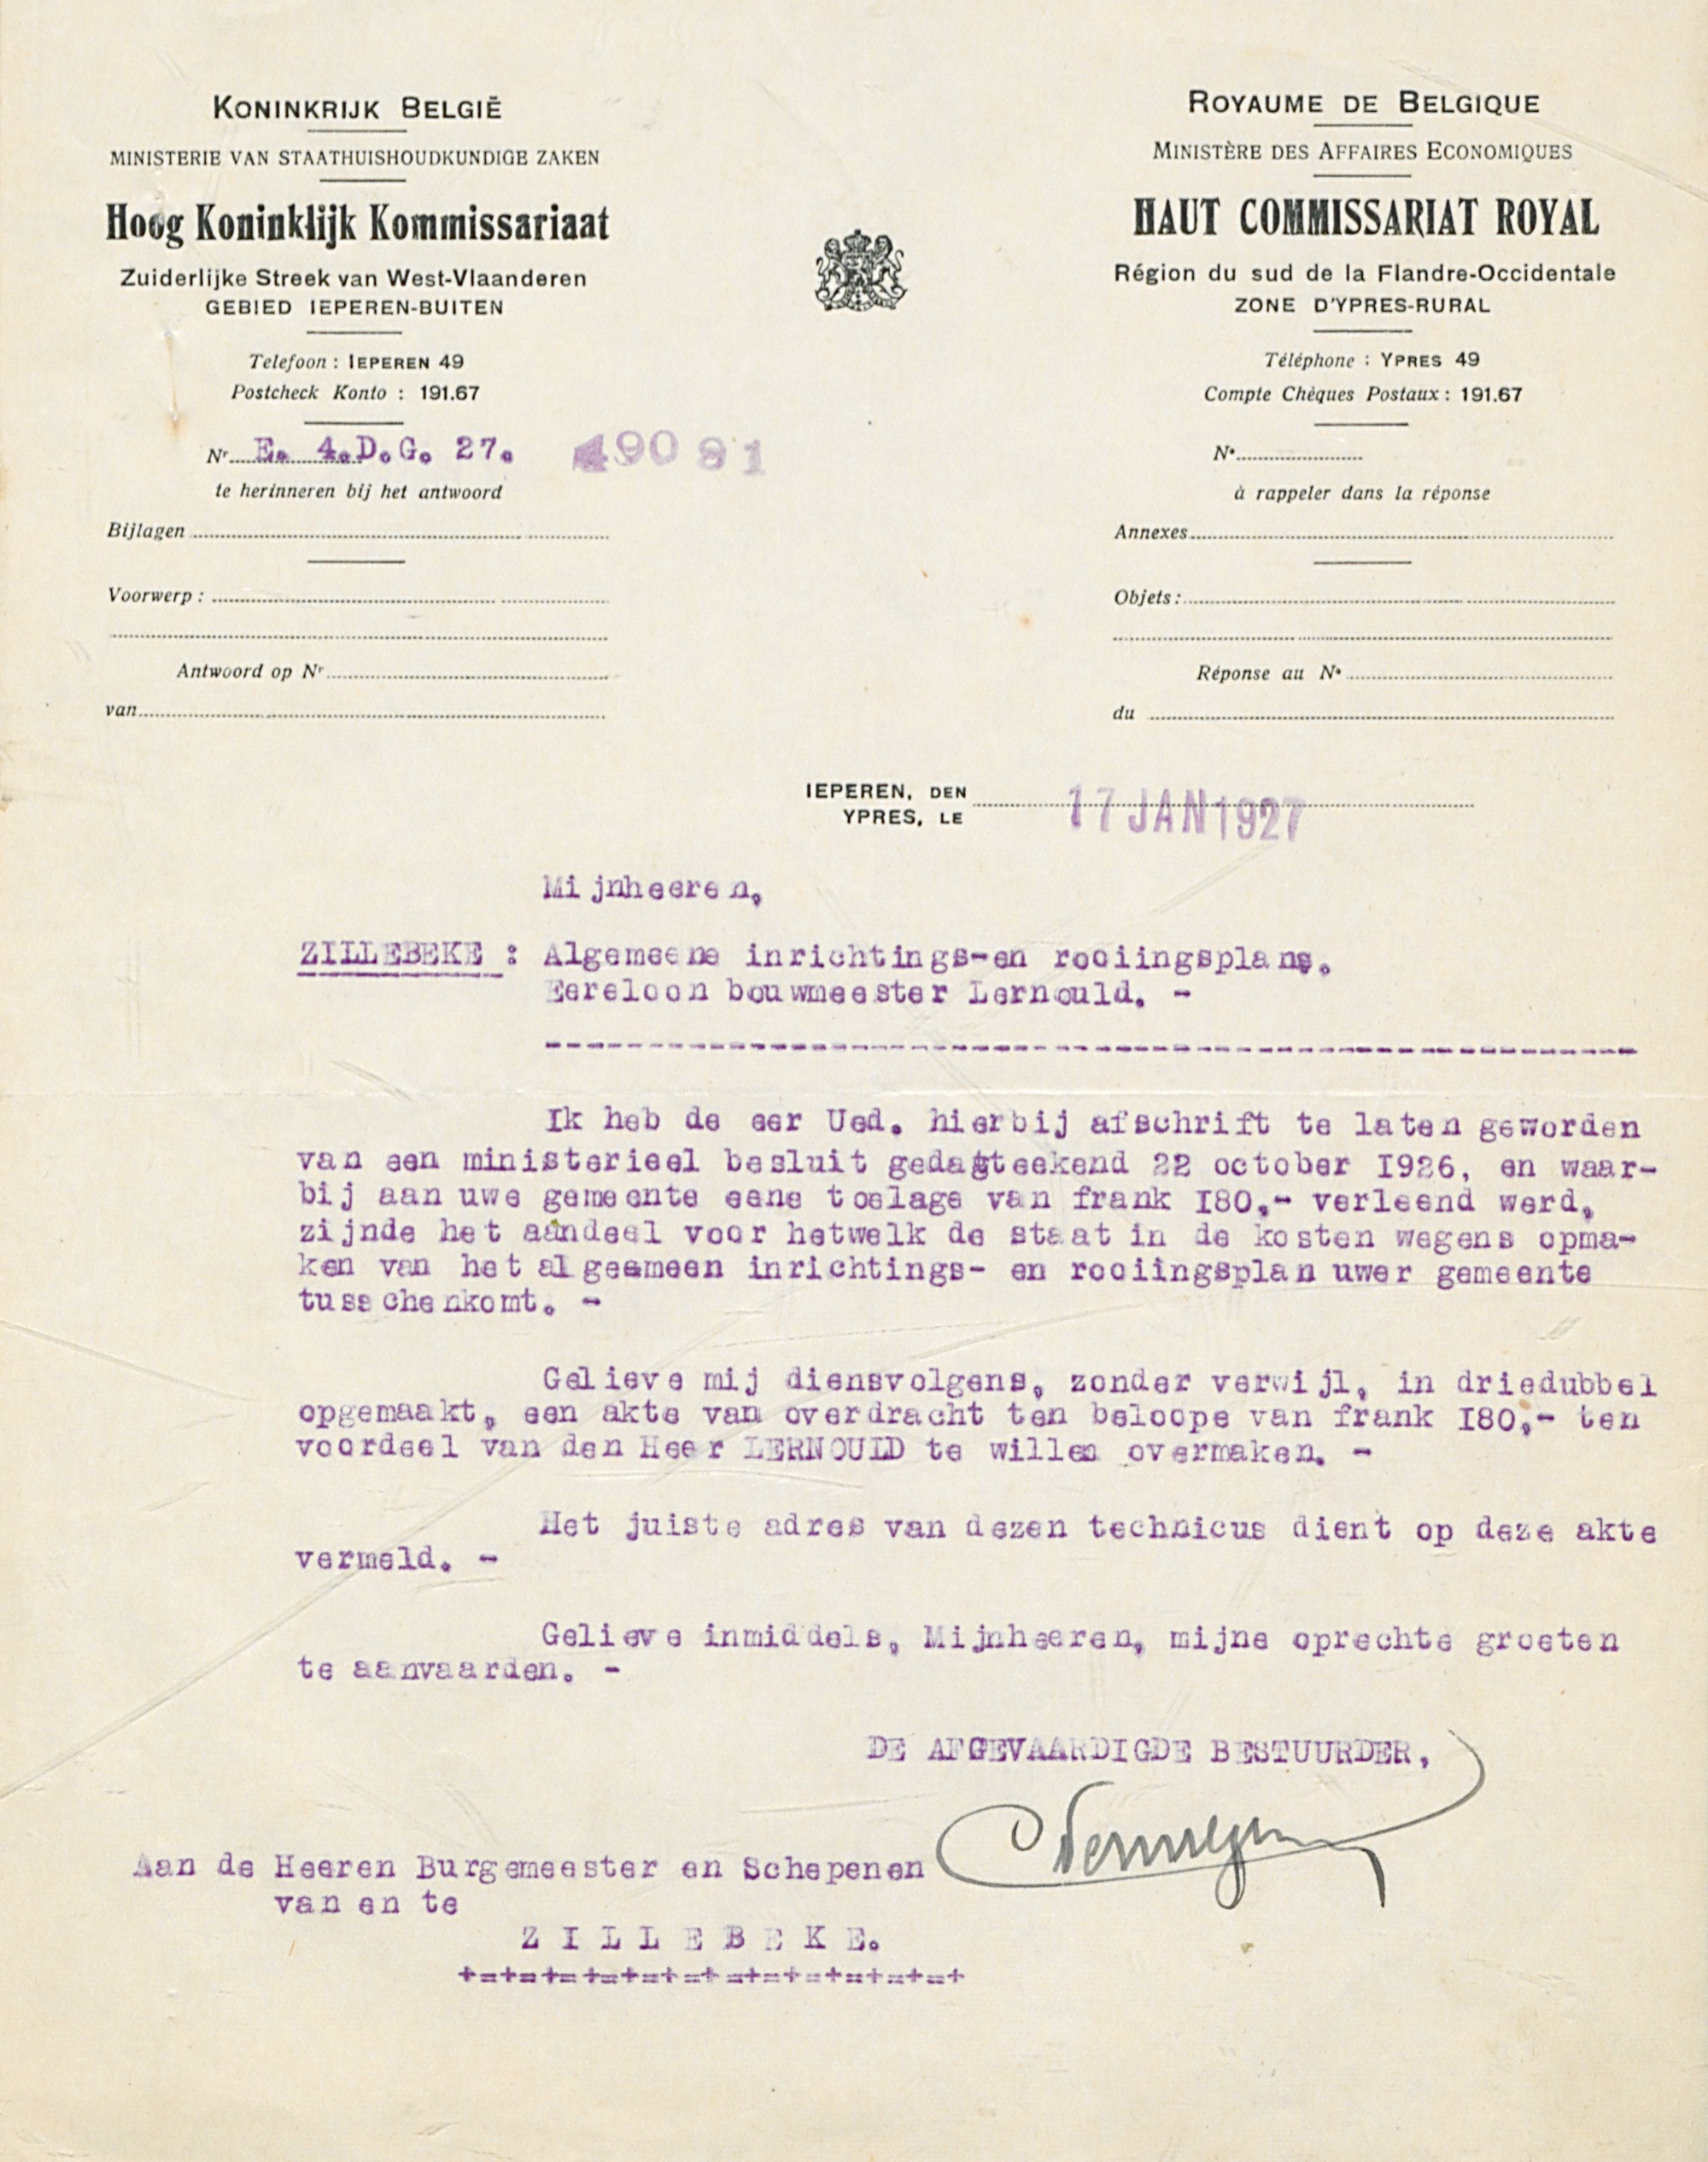 KONINKRIJK BELGIË
MINISTERIE VAN STAATHUISHOUDKUNDIGE ZAKEN
Hoog Koninklijk Kommissariaat
Zuiderlijke Streek van West-Vlaanderen
GEBIED IEPEREN-BUITEN
Telefoon : IEPEREN 49
Postcheck Konto : 191.67
Nr E. 4.D.G. 27. 49081
te herinneren bij het antwoord
Bijlagen
Voorwerp :
Antwoord op Nr
van
ROYAUME DE BELGIQUE
MINISTÈRE DES AFFAIRES ECONOMIQUES
HAUT COMMISSARIAT ROYAL
Région du sud de la Flandre-Occidentale
ZONE D'YPRES-RURAL
Téléphone : YPRES 49
Compte Chèques Postaux : 191.67
N°
à rappeler dans la réponse
Annexes
Objets :
Réponse au N°
du
IEPEREN, DEN
YPRES, LE
17 JAN 1927
Mijnheeren,
ZILLEBEKE : Algemeene inrichtings-en rooiingsplans.
Eereloon bouwmeester Lernould. -
Ik heb de eer Ued. hierbij afschrift te laten geworden
van een ministerieel besluit gedagteekend 22 october 1926, en waar-
bij aan uwe gemeente eene toelage van frank 180,- verleend werd,
zijnde het aandeel voor hetwelk de staat in de kosten wegens opma-
ken van het algeemeen inrichtings- en rooiingsplan uwer gemeente
tusschenkomt. -
Gelieve mij diensvolgens, zonder verwijl, in driedubbel
opgemaakt, een akte van overdracht ten beloope van frank 180,- ten
voordeel van den Heer LERNOULD te willen overmaken. -
Het juiste adres van dezen technicus dient op deze akte
vermeld. -
Gelieve inmiddels, Mijnheeren, mijne oprechte groeten
te aanvaarden. -
DE AFGEVAARDIGDE BESTUURDER,
Aan de Heeren Burgemeester en Schepenen
van en te
Z I L L E B E K E.
+=+=+=+=+=+=+=+=+=+=+=+=+